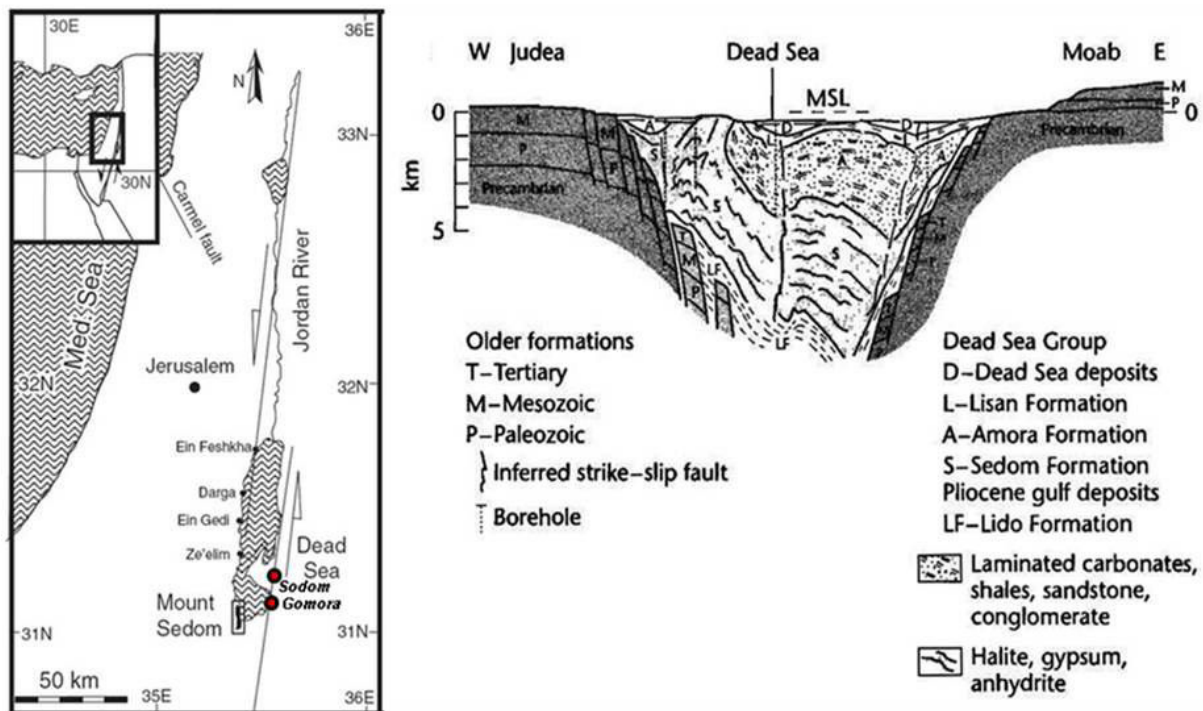 30E
36E
N
33N
30N
Carmel fault
Med. Sea
Jordan River
Jerusalem
32N
32N
Ein Feshkha
Darga
Ein Gedi
Ze'elim
Dead
Sea
Sodom
Gomora
Mount
Sedom
31N
31N
50 km
35E
36E
W Judea
Dead Sea
Moab E
MSL
M
P
Precambrian
0
0
km
5
M
P
Precambrian
M
P
A
S
L
D
A
A
D
A
S
S
T
M
P
LF
LF
T
M
P
Older formations
T–Tertiary
M–Mesozoic
P–Paleozoic
Inferred strike–slip fault
Borehole
Dead Sea Group
D–Dead Sea deposits
L–Lisan Formation
A–Amora Formation
S–Sedom Formation
Pliocene gulf deposits
LF–Lido Formation
Laminated carbonates,
shales, sandstone,
conglomerate
Halite, gypsum,
anhydrite